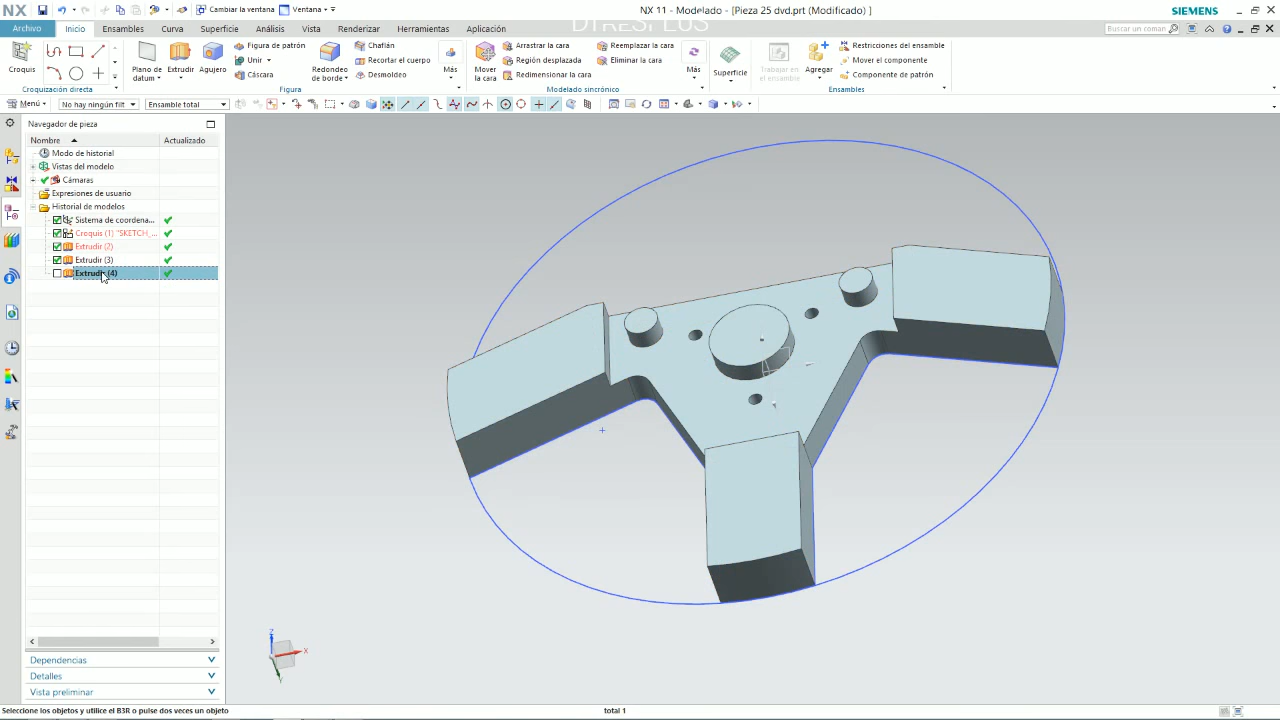 NX
Cambiar la ventana
Ventana
NX 11 - Modelado - [Pieza 25 dvd.prt (Modificado) ]
SIEMENS
DTRESPLUS
Archivo
Inicio
Ensambles
Curva
Superficie
Análisis
Vista
Renderizar
Herramientas
Aplicación
Buscar un coman
Croquis
Croquización directa
Plano de datum
Extrudir
Agujero
Figura de patrón
Unir
Cáscara
Redondeo de borde
Chaflán
Recortar el cuerpo
Desmoldeo
Más
Figura
Mover la cara
Arrastrar la cara
Región desplazada
Redimensionar la cara
Reemplazar la cara
Eliminar la cara
Más
Modelado sincrónico
Superficie
Trabajar en el ensamble
Agregar
Restricciones del ensamble
Mover el componente
Componente de patrón
Ensambles
Menú
No hay ningún filt
Ensamble total
Navegador de pieza
Nombre
Actualizado
Modo de historial
Vistas del modelo
Cámaras
Expresiones de usuario
Historial de modelos
Sistema de coordena...
Croquis (1) "SKETCH_...
Extrudir (2)
Extrudir (3)
Extrudir (4)
Dependencias
Detalles
Vista preliminar
Z
X
Y
Seleccione los objetos y utilice el B3R o pulse dos veces un objeto
total 1